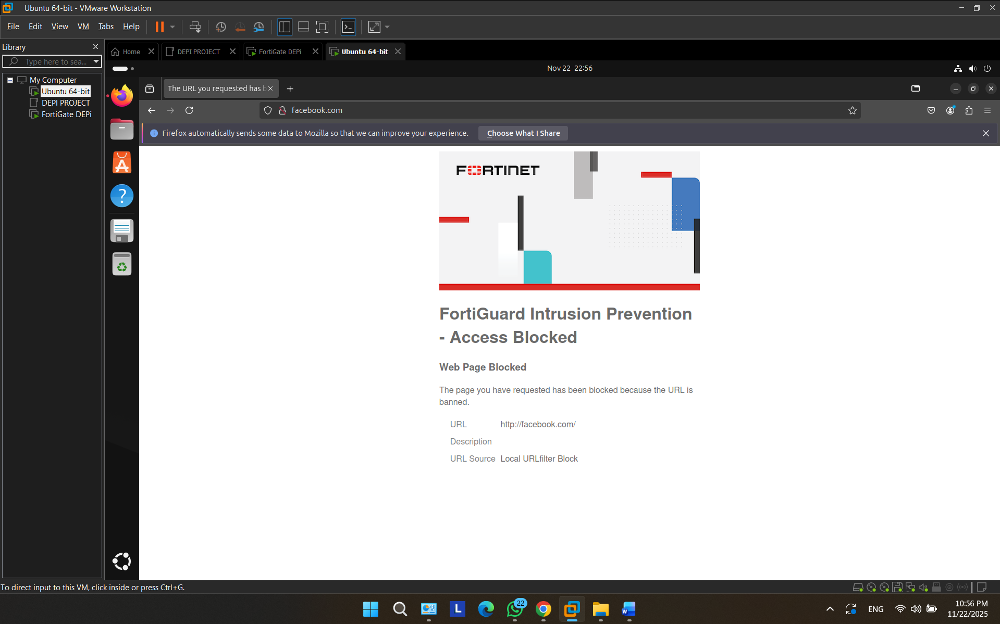 Ubuntu 64-bit - VMware Workstation
File Edit View VM Tabs Help
Library
Type here to sea...
My Computer
Ubuntu 64-bit
DEPI PROJECT
FortiGate DEPi
Home
DEPI PROJECT
FortiGate DEPi
Ubuntu 64-bit
Nov 22 22:56
The URL you requested has b
facebook.com
Firefox automatically sends some data to Mozilla so that we can improve your experience.
Choose What I Share
FORTINET
FortiGuard Intrusion Prevention
- Access Blocked
Web Page Blocked
The page you have requested has been blocked because the URL is
banned.
URL http://facebook.com/
Description
URL Source Local URLfilter Block
To direct input to this VM, click inside or press Ctrl+G.
L
22
W
ENG
10:56 PM
11/22/2025